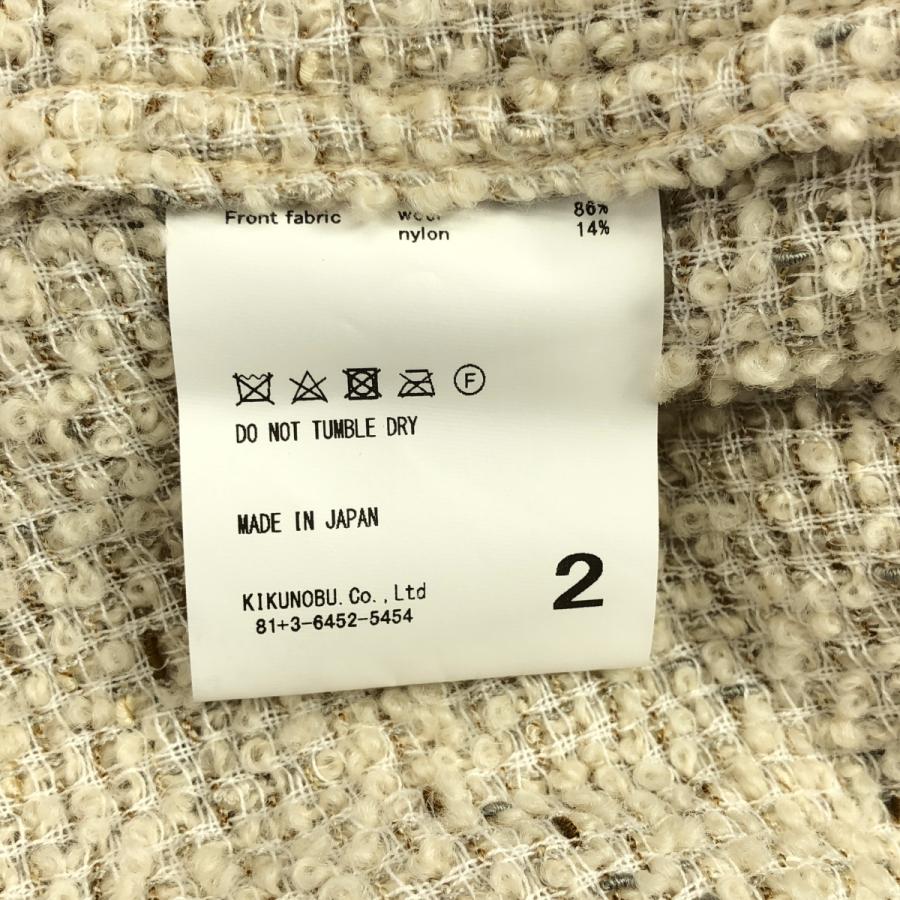 Front fabric wool 86%
nylon 14%
F
DO NOT TUMBLE DRY
MADE IN JAPAN
2
KIKUNOBU.Co.,Ltd
81+3-6452-5454